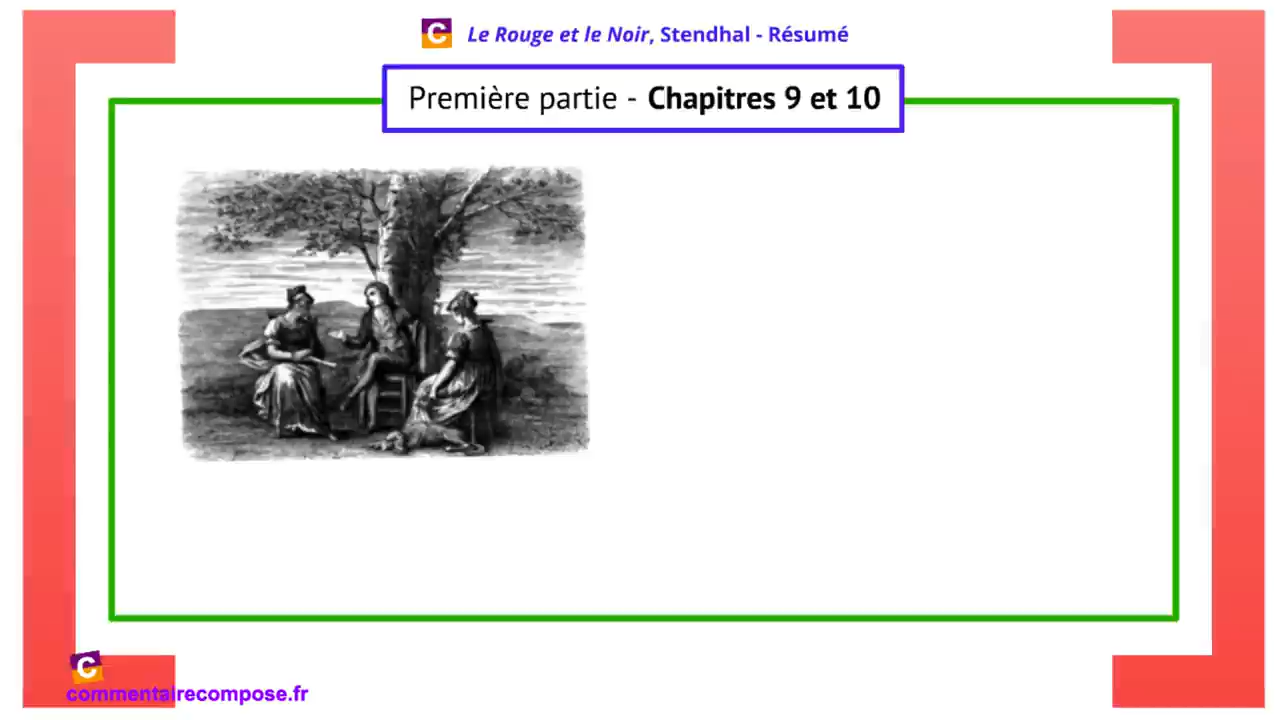 C Le Rouge et le Noir, Stendhal - Résumé
Première partie - Chapitres 9 et 10
C
commentairecompose.fr